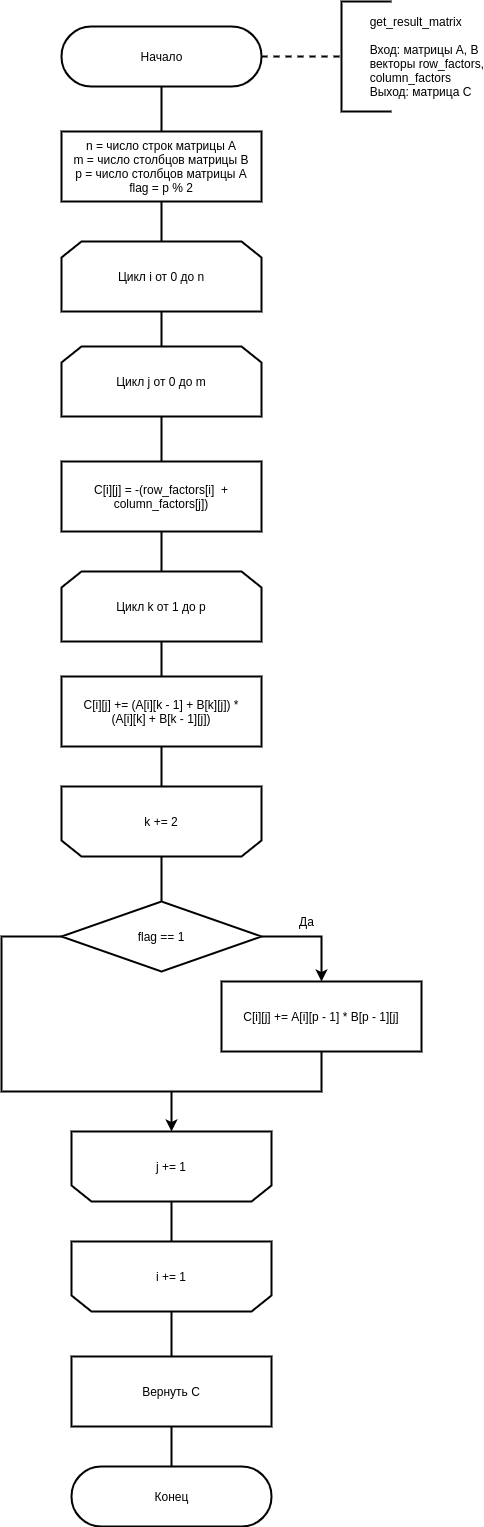 get_result_matrix
Вход: матрицы A, B
векторы row_factors,
column_factors
Выход: матрица C
Начало
n = число строк матрицы A
m = число столбцов матрицы B
p = число столбцов матрицы A
flag = p % 2
Цикл i от 0 до n
Цикл j от 0 до m
C[i][j] = -(row_factors[i] +
column_factors[j])
Цикл k от 1 до p
C[i][j] += (A[i][k - 1] + B[k][j]) *
(A[i][k] + B[k - 1][j])
k += 2
flag == 1
Да
C[i][j] += A[i][p - 1] * B[p - 1][j]
j += 1
i += 1
Вернуть C
Конец